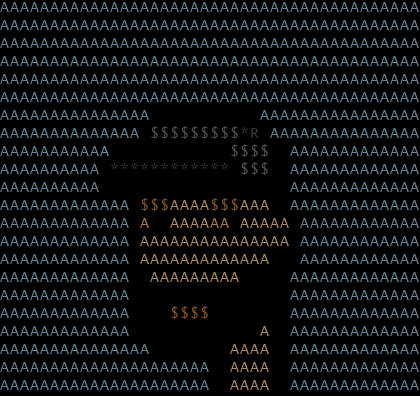 AAAAAAAAAAAAAAAAAAAAAAAAAAAAAAAAAAAAAAAAAA
AAAAAAAAAAAAAAAAAAAAAAAAAAAAAAAAAAAAAAAAAA
AAAAAAAAAAAAAAAAAAAAAAAAAAAAAAAAAAAAAAAAAA
AAAAAAAAAAAAAAAAAAAAAAAAAAAAAAAAAAAAAAAAAA
AAAAAAAAAAAAAAAAAAAAAAAAAAAAAAAAAAAAAAAAAA
AAAAAAAAAAAAAAAAAAAAAAAAAAAAAAAAAAAAAAAAAA
AAAAAAAAAAAAAAA           AAAAAAAAAAAAAAAA
AAAAAAAAAAAAAA $$$$$$$$$*R AAAAAAAAAAAAAAA
AAAAAAAAAAA            $$$$  AAAAAAAAAAAAA
AAAAAAAAAA ************ $$$  AAAAAAAAAAAAA
AAAAAAAAAA                   AAAAAAAAAAAAA
AAAAAAAAAAAAA $$$AAAA$$$AAA  AAAAAAAAAAAAA
AAAAAAAAAAAAA A  AAAAAA AAAAA AAAAAAAAAAAA
AAAAAAAAAAAAA AAAAAAAAAAAAAAA AAAAAAAAAAAA
AAAAAAAAAAAAA AAAAAAAAAAAAA   AAAAAAAAAAAA
AAAAAAAAAAAAA  AAAAAAAAA     AAAAAAAAAAAAA
AAAAAAAAAAAAA                AAAAAAAAAAAAA
AAAAAAAAAAAAA    $$$$        AAAAAAAAAAAAA
AAAAAAAAAAAAA             A  AAAAAAAAAAAAA
AAAAAAAAAAAAAAA        AAAA  AAAAAAAAAAAAA
AAAAAAAAAAAAAAAAAAAAA  AAAA  AAAAAAAAAAAAA
AAAAAAAAAAAAAAAAAAAAA  AAAA  AAAAAAAAAAAAA